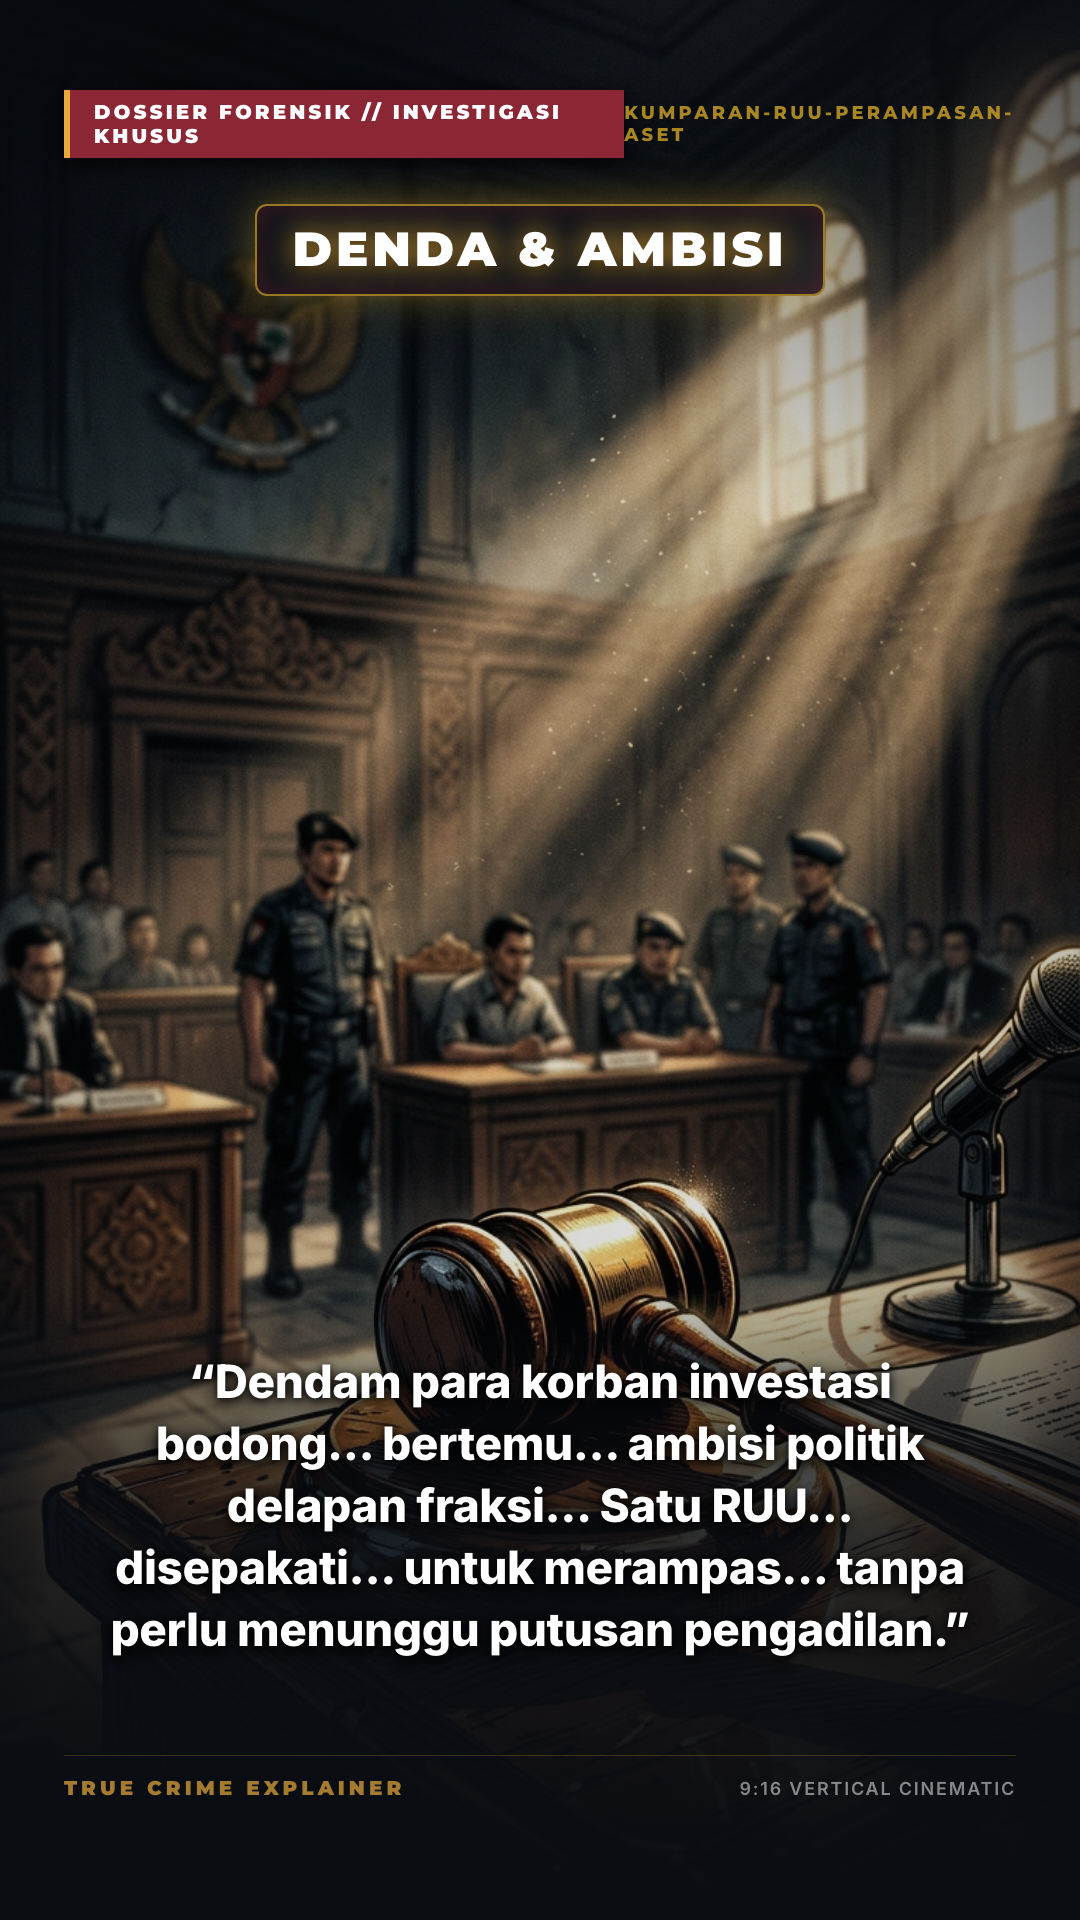 DOSSIER FORENSIK // INVESTIGASI
KHUSUS
KUMPARAN-RUU-PERAMPASAN-
ASET
DENDA & AMBISI
“Dendam para korban investasi
bodong... bertemu... ambisi politik
delapan fraksi... Satu RUU...
disepakati... untuk merampas... tanpa
perlu menunggu putusan pengadilan.”
TRUE CRIME EXPLAINER
9:16 VERTICAL CINEMATIC